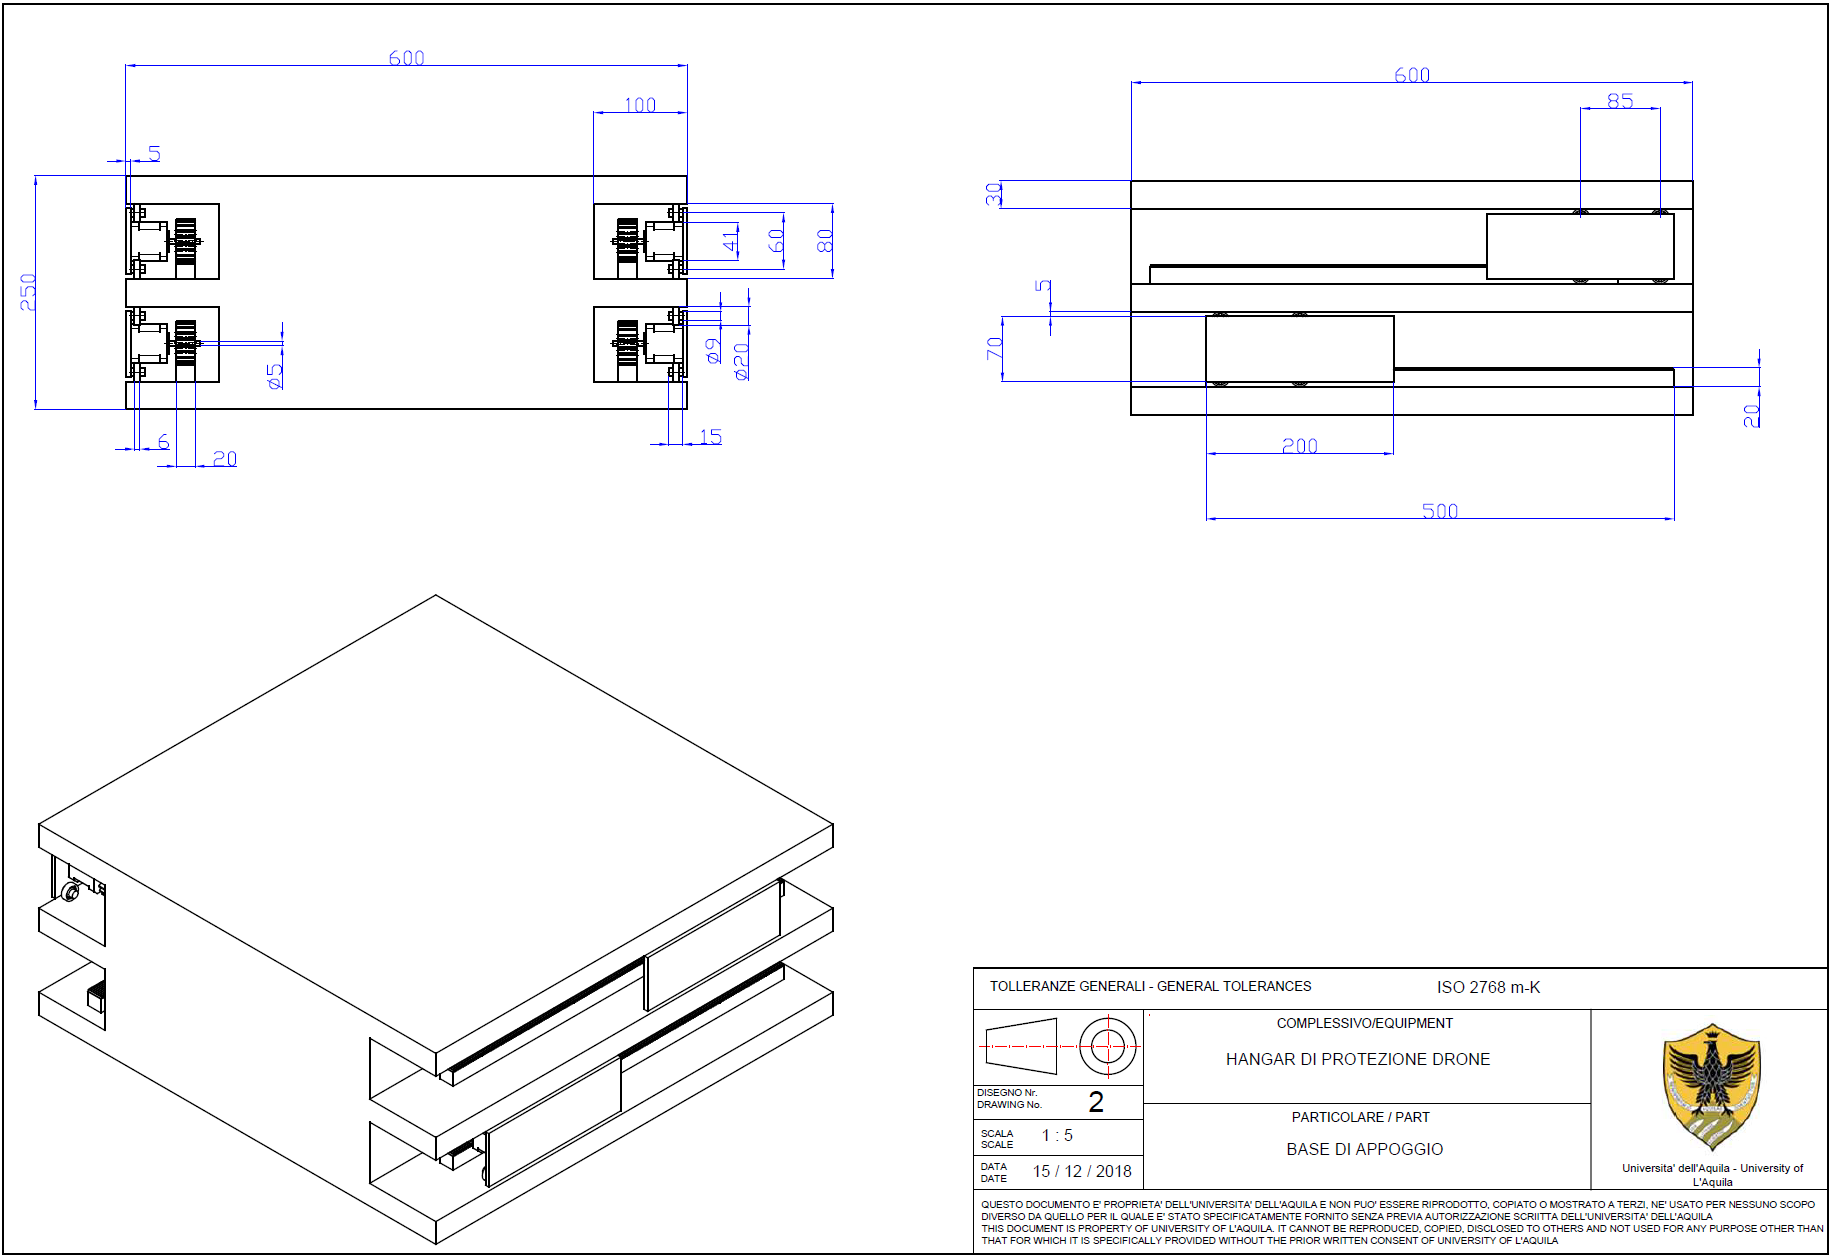 600
100
5
250
41
60
80
Ø5
Ø9
Ø20
6
20
15
600
85
30
5
70
20
200
500
TOLLERANZE GENERALI - GENERAL TOLERANCES
ISO 2768 m-K
COMPLESSIVO/EQUIPMENT
HANGAR DI PROTEZIONE DRONE
DISEGNO Nr.
DRAWING No.
2
PARTICOLARE / PART
BASE DI APPOGGIO
SCALA
SCALE
1 : 5
DATA
DATE
15 / 12 / 2018
Universita' dell'Aquila - University of
L'Aquila
QUESTO DOCUMENTO E' PROPRIETA' DELL'UNIVERSITA' DELL'AQUILA E NON PUO' ESSERE RIPRODOTTO, COPIATO O MOSTRATO A TERZI, NE' USATO PER NESSUNO SCOPO
DIVERSO DA QUELLO PER IL QUALE E' STATO SPECIFICATAMENTE FORNITO SENZA PREVIA AUTORIZZAZIONE SCRIITTA DELL'UNIVERSITA' DELL'AQUILA
THIS DOCUMENT IS PROPERTY OF UNIVERSITY OF L'AQUILA. IT CANNOT BE REPRODUCED, COPIED, DISCLOSED TO OTHERS AND NOT USED FOR ANY PURPOSE OTHER THAN
THAT FOR WHICH IT IS SPECIFICALLY PROVIDED WITHOUT THE PRIOR WRITTEN CONSENT OF UNIVERSITY OF L'AQUILA